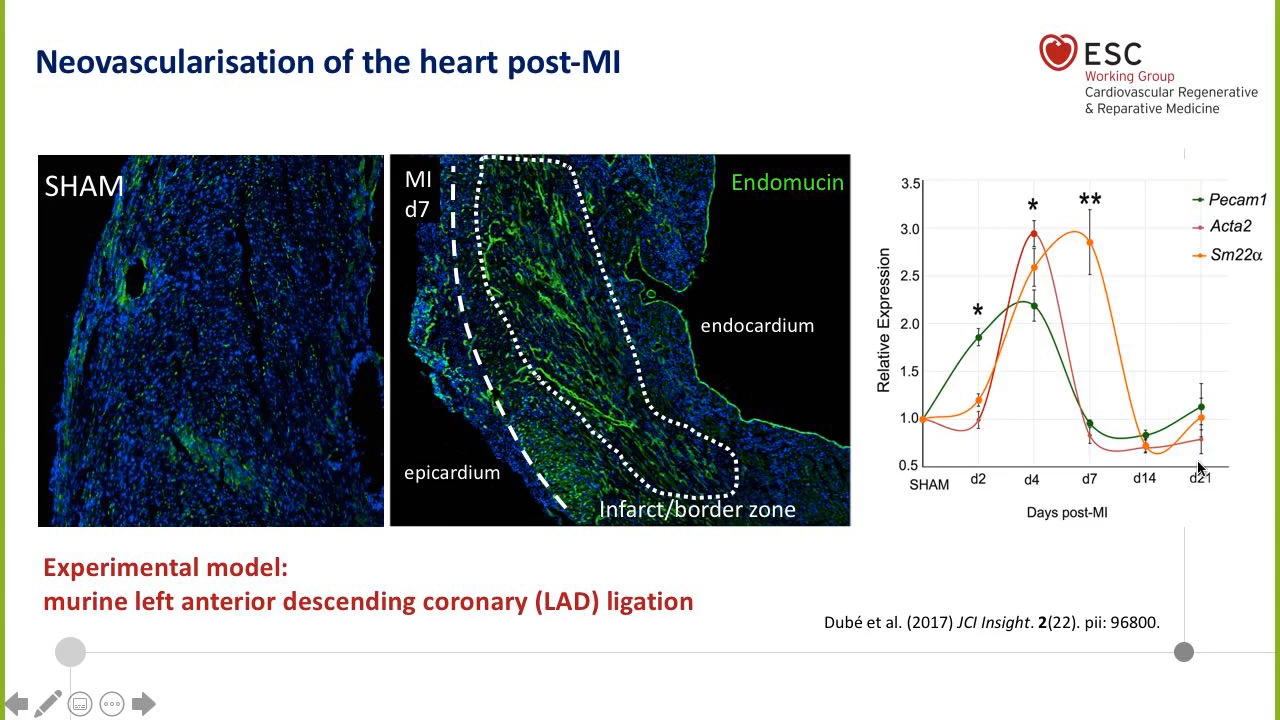 Neovascularisation of the heart post-MI
ESC
Working Group
Cardiovascular Regenerative
& Reparative Medicine
SHAM
MI
d7
Endomucin
endocardium
epicardium
Infarct/border zone
3.5
3.0
2.5
2.0
1.5
1.0
0.5
Relative Expression
*
*
**
Pecam1
Acta2
Sm22α
SHAM
d2
d4
d7
d14
d21
Days post-MI
Experimental model:
murine left anterior descending coronary (LAD) ligation
Dubé et al. (2017) JCI Insight. 2(22). pii: 96800.